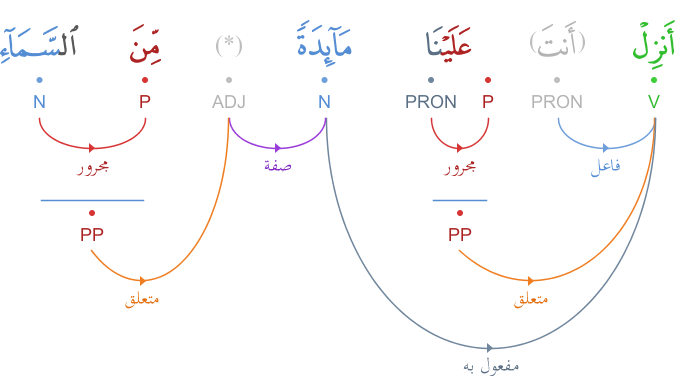 أَنزِلْ (أَنتَ) عَلَيْنَا مَآئِدَةً (*) مِّنَ ٱلسَّمَآءِ
V PRON P PRON N ADJ P N
فاعل مجرور صفة مجرور
PP PP
متعلق متعلق
مفعول به